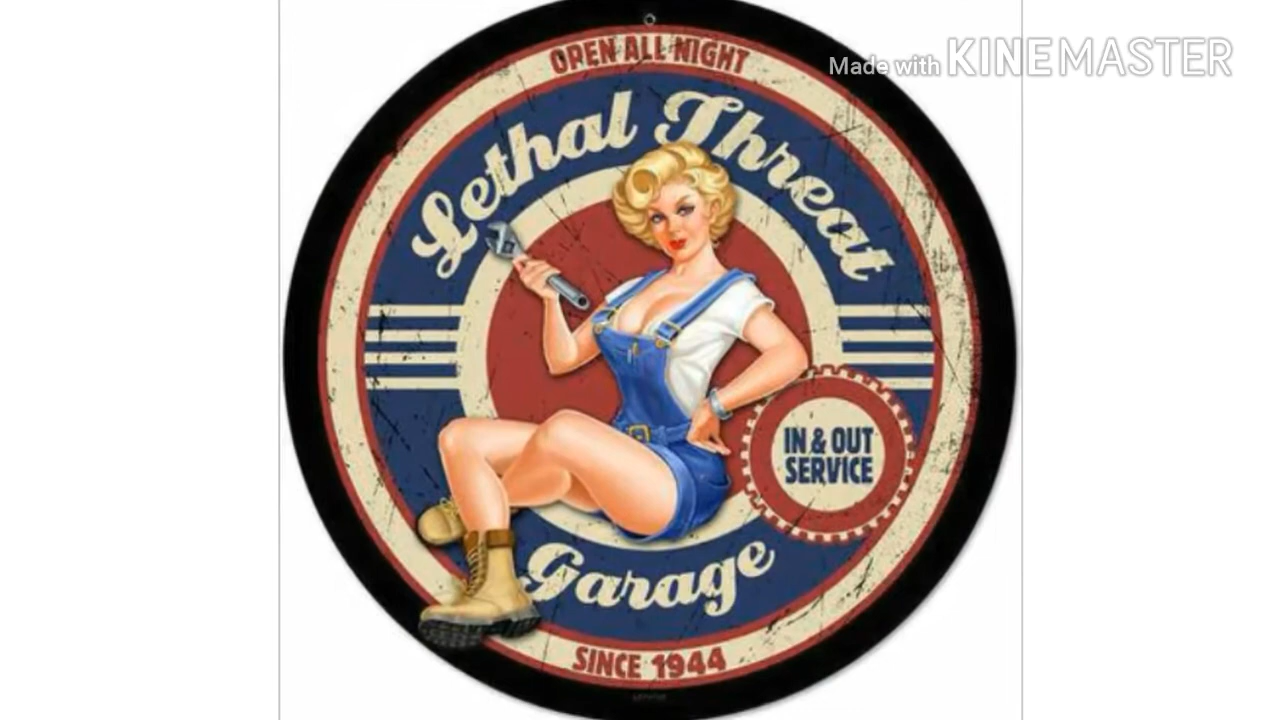 Made with KINEMASTER
OPEN ALL NIGHT
Lethal Threat
IN & OUT
SERVICE
Garage
SINCE 1944